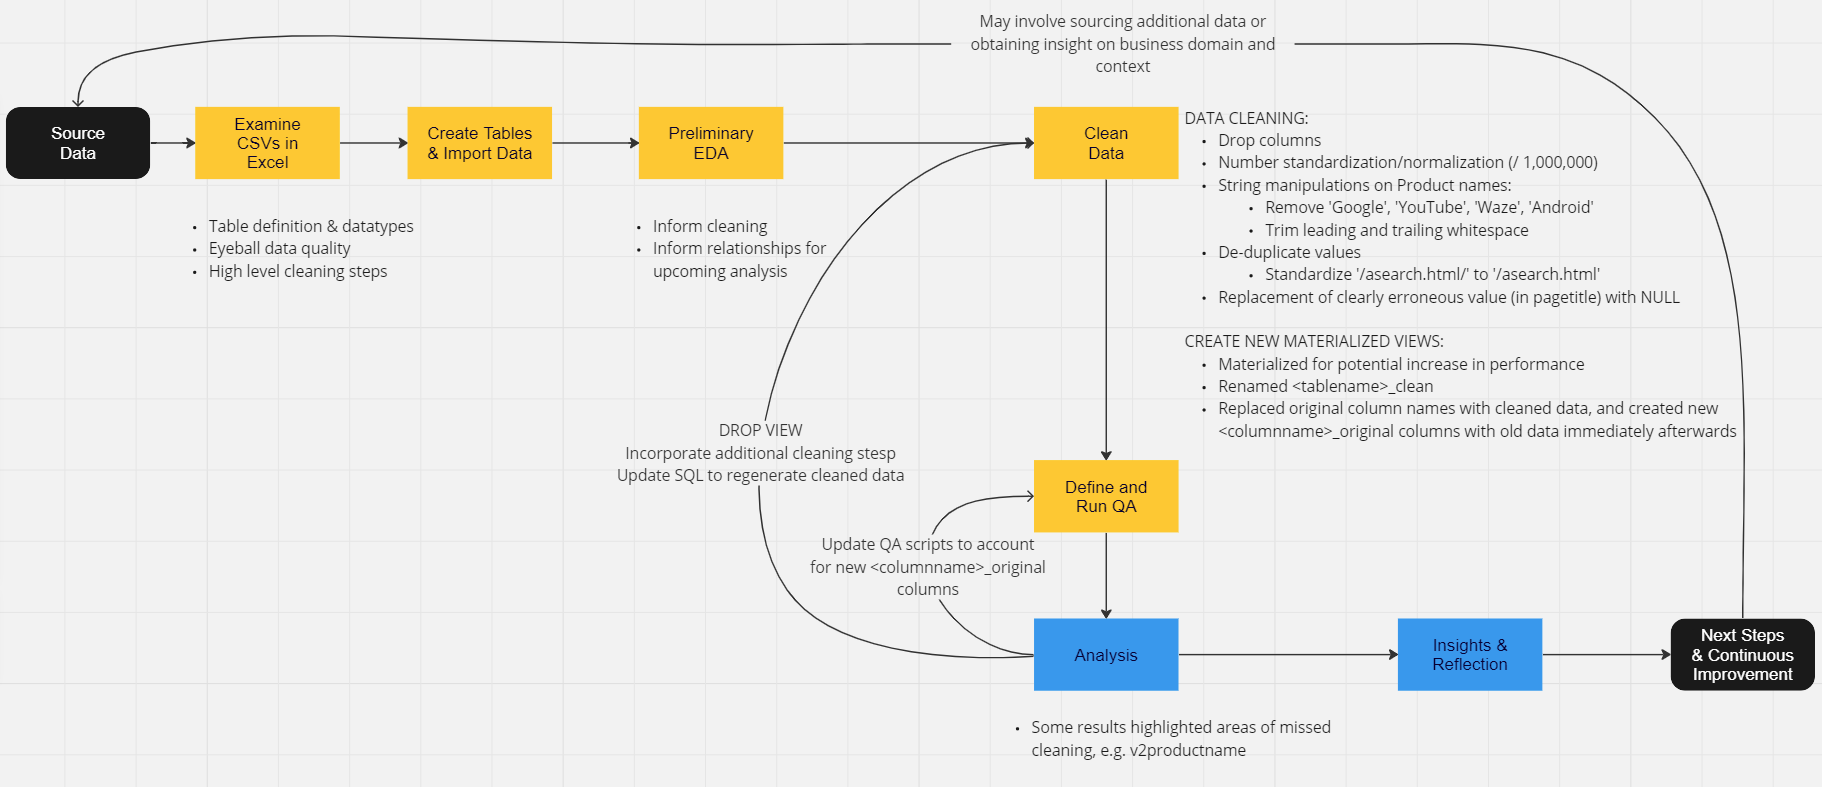 May involve sourcing additional data or
obtaining insight on business domain and
context
Source
Data
Examine
CSVs in
Excel
Create Tables
& Import Data
Preliminary
EDA
Clean
Data
• Table definition & datatypes
• Eyeball data quality
• High level cleaning steps
• Inform cleaning
• Inform relationships for
upcoming analysis
DATA CLEANING:
• Drop columns
• Number standardization/normalization (/ 1,000,000)
• String manipulations on Product names:
• Remove 'Google', 'YouTube', 'Waze', 'Android'
• Trim leading and trailing whitespace
• De-duplicate values
• Standardize '/asearch.html/' to '/asearch.html'
• Replacement of clearly erroneous value (in pagetitle) with NULL
CREATE NEW MATERIALIZED VIEWS:
• Materialized for potential increase in performance
• Renamed <tablename>_clean
• Replaced original column names with cleaned data, and created new
<columnname>_original columns with old data immediately afterwards
DROP VIEW
Incorporate additional cleaning stesp
Update SQL to regenerate cleaned data
Define and
Run QA
Update QA scripts to account
for new <columnname>_original
columns
Analysis
Insights &
Reflection
Next Steps
& Continuous
Improvement
• Some results highlighted areas of missed
cleaning, e.g. v2productname